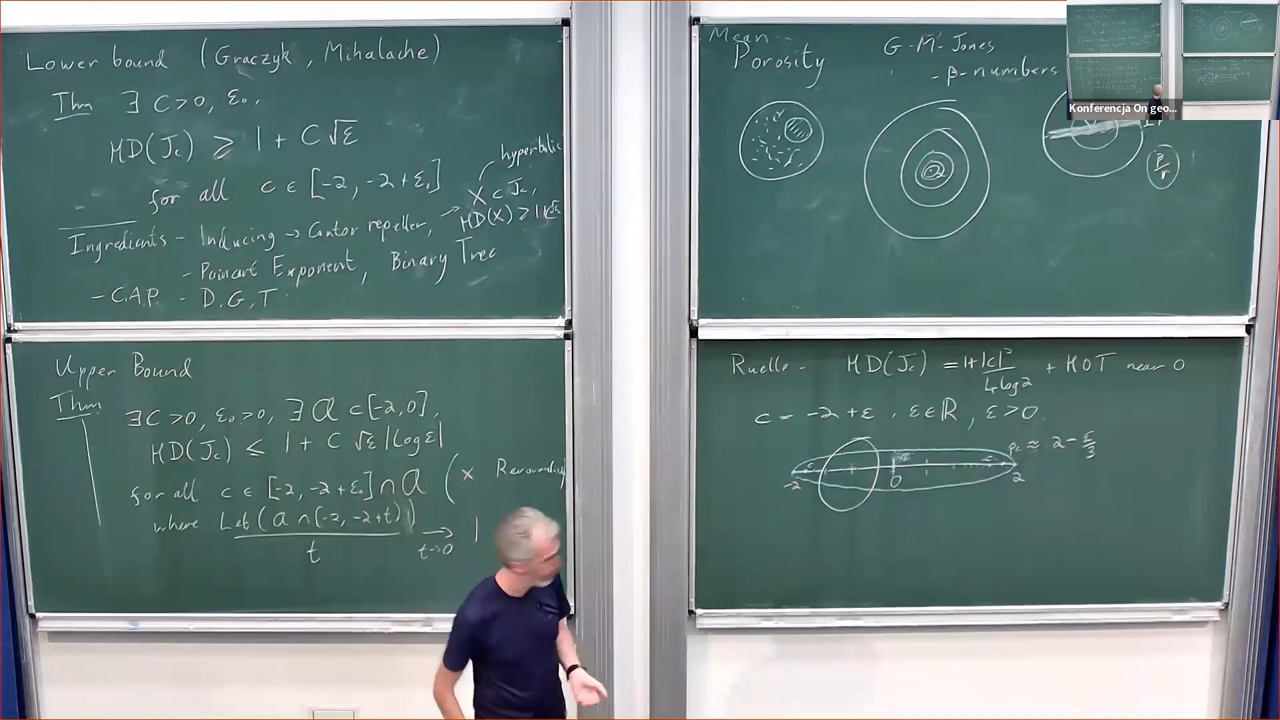 Lower bound (Graczyk, Mihalache)
Thm ∃ C>0, ε₀,
HD(J_c) ≥ 1 + C√ε
for all c ∈ [-2, -2+ε₀]
hyperbolic
X ⊂ J_c,
HD(X) ≥ 1+
Ingredients - Inducing → Cantor repeller,
- Poincaré Exponent, Binary Tree
- C.A.P. - D.G.T
Upper Bound
Thm
∃C>0, ε₀>0, ∃ a ⊂ [-2,0],
HD(J_c) ≤ 1 + C √ε |Log ε|
for all c ∈ [-2, -2+ε₀] ∩ a (x
where Leb(a ∩ [-2, -2+t)) / t → 1
t→0
Mean
Porosity
G-M-Jones
- β-numbers
β/r
Ruelle - HD(J_c) = 1+|c|²/4log2 + HOT near 0
c = -2+ε, ε∈ℝ, ε>0.
p_c ≈ 2 - ε/3
-2
0
2
Konferencja On geo...